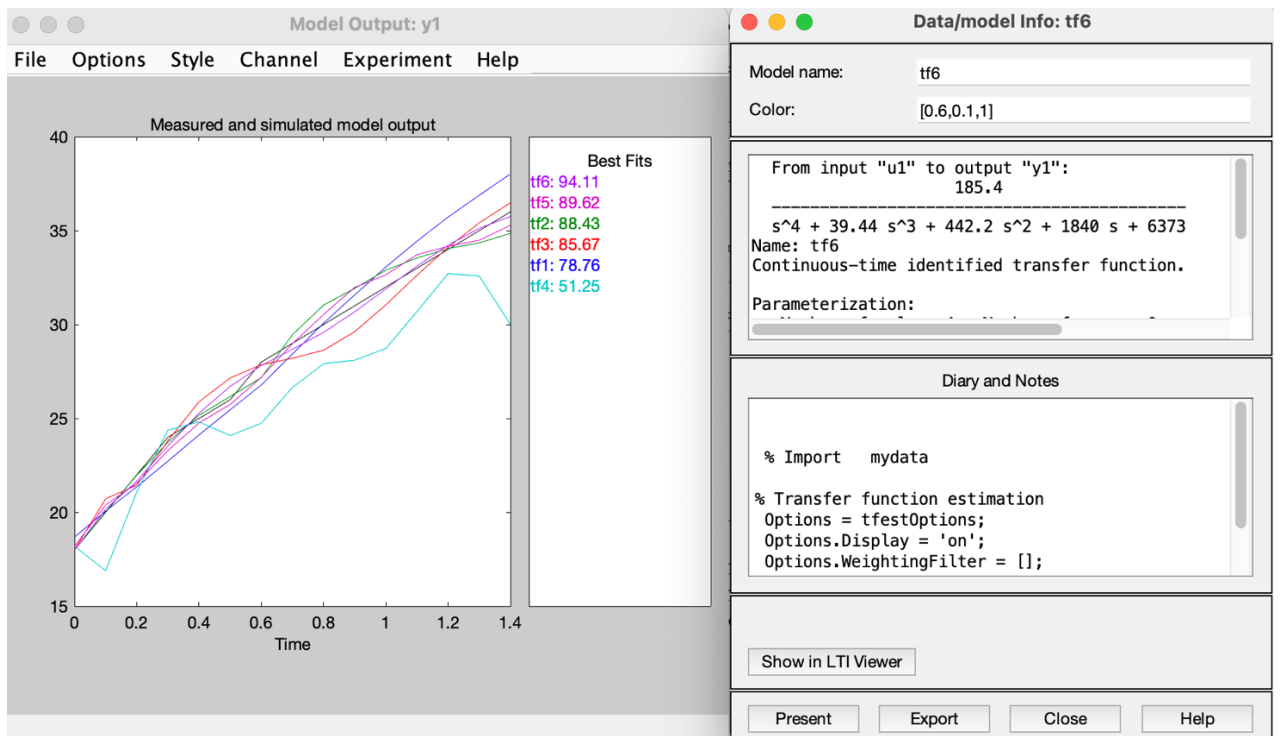 Model Output: y1
File Options Style Channel Experiment Help
Measured and simulated model output
40
35
30
25
20
15
0 0.2 0.4 0.6 0.8 1 1.2 1.4
Time
Best Fits
tf6: 94.11
tf5: 89.62
tf2: 88.43
tf3: 85.67
tf1: 78.76
tf4: 51.25
Data/model Info: tf6
Model name: tf6
Color: [0.6,0.1,1]
From input "u1" to output "y1":
185.4
---------------------------------------------
s^4 + 39.44 s^3 + 442.2 s^2 + 1840 s + 6373
Name: tf6
Continuous-time identified transfer function.
Parameterization:
Diary and Notes
% Import mydata
% Transfer function estimation
Options = tfestOptions;
Options.Display = 'on';
Options.WeightingFilter = [];
Show in LTI Viewer
Present Export Close Help